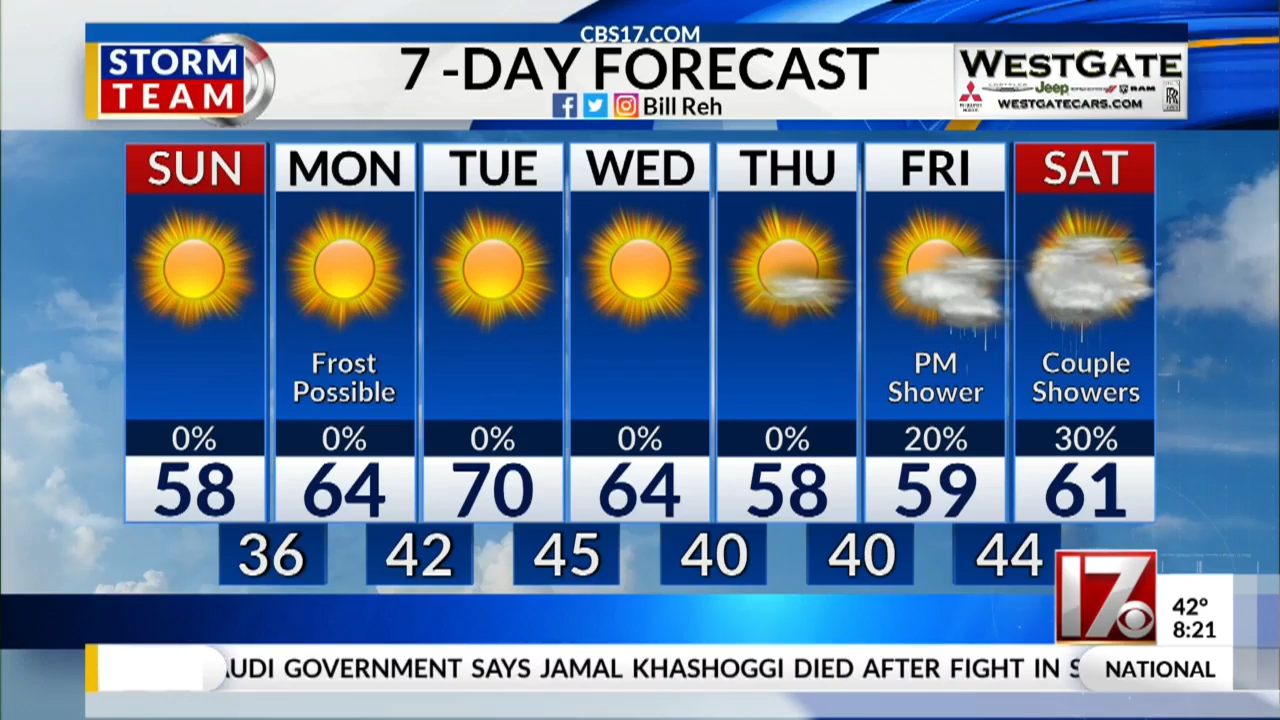 CBS17.COM
STORM
TEAM
7 -DAY FORECAST
Bill Reh
WESTGATE
Jeep
RAM
WESTGATECARS.COM
SUN MON TUE WED THU FRI SAT
Frost
Possible
PM
Shower
Couple
Showers
0% 0% 0% 0% 0% 20% 30%
58 64 70 64 58 59 61
36 42 45 40 40 44
17
42°
8:21
UDI GOVERNMENT SAYS JAMAL KHASHOGGI DIED AFTER FIGHT IN S
NATIONAL